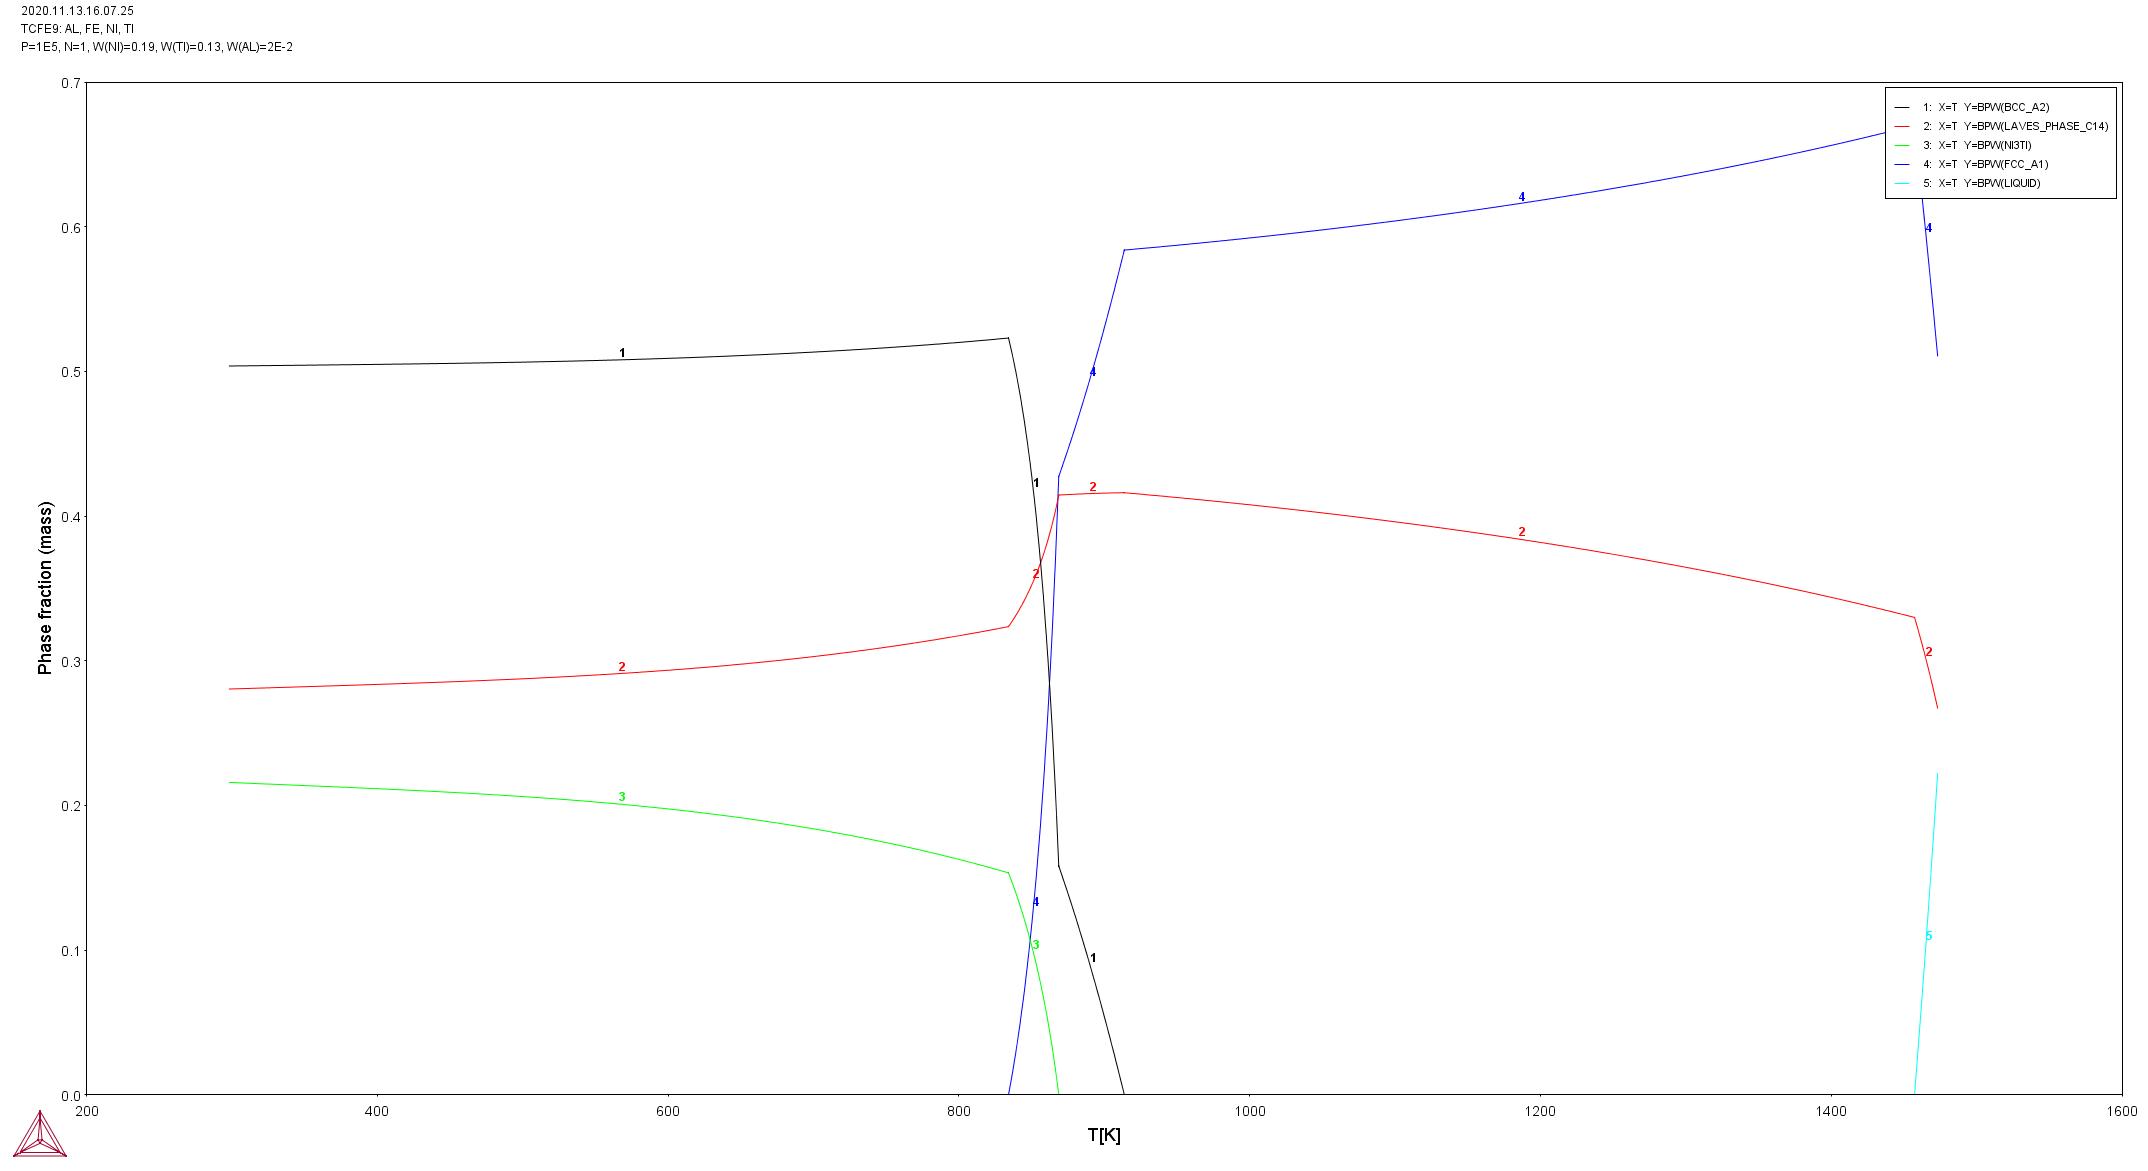 2020.11.13.16.07.25
TCFE9: AL, FE, NI, TI
P=1E5, N=1, W(NI)=0.19, W(TI)=0.13, W(AL)=2E-2
1: X=T Y=BPW(BCC_A2)
2: X=T Y=BPW(LAVES_PHASE_C14)
3: X=T Y=BPW(NI3TI)
4: X=T Y=BPW(FCC_A1)
5: X=T Y=BPW(LIQUID)
Phase fraction (mass)
0.7
0.6
0.5
0.4
0.3
0.2
0.1
0.0
1
2
3
1
2
4
3
4
2
1
4
2
4
2
5
200 400 600 800 1000 1200 1400 1600
T[K]